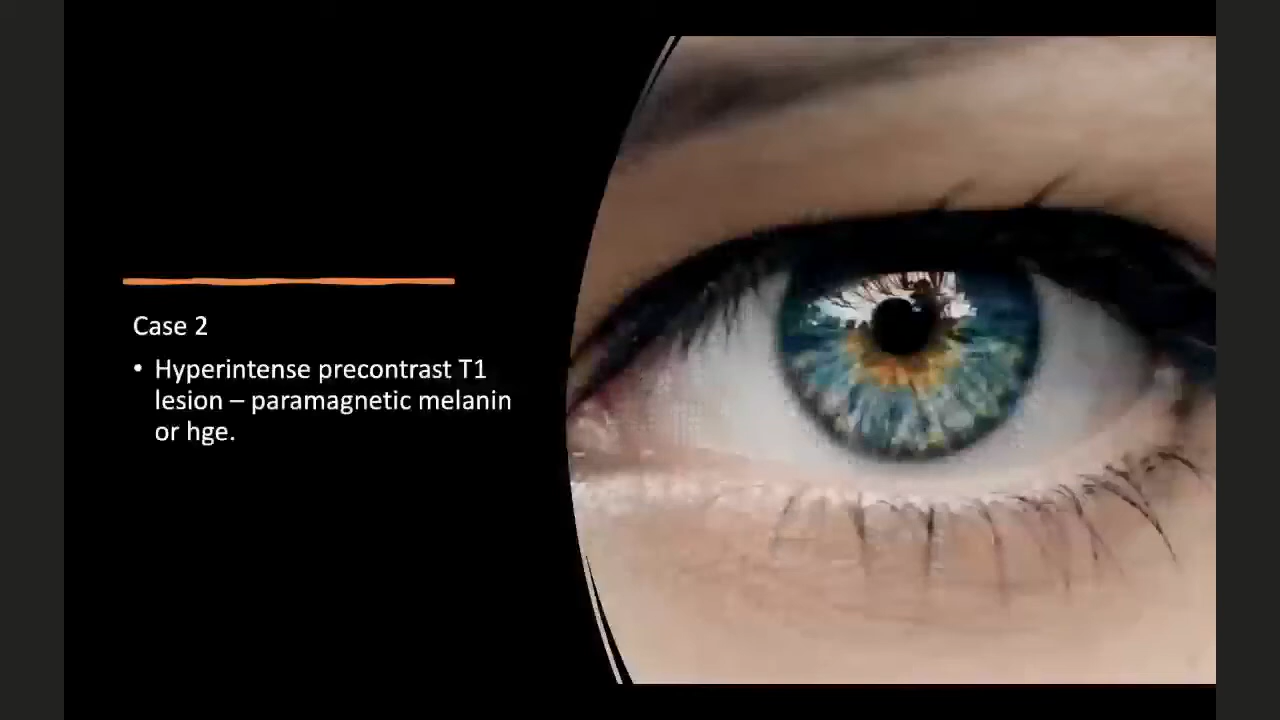 Case 2
• Hyperintense precontrast T1
lesion – paramagnetic melanin
or hge.